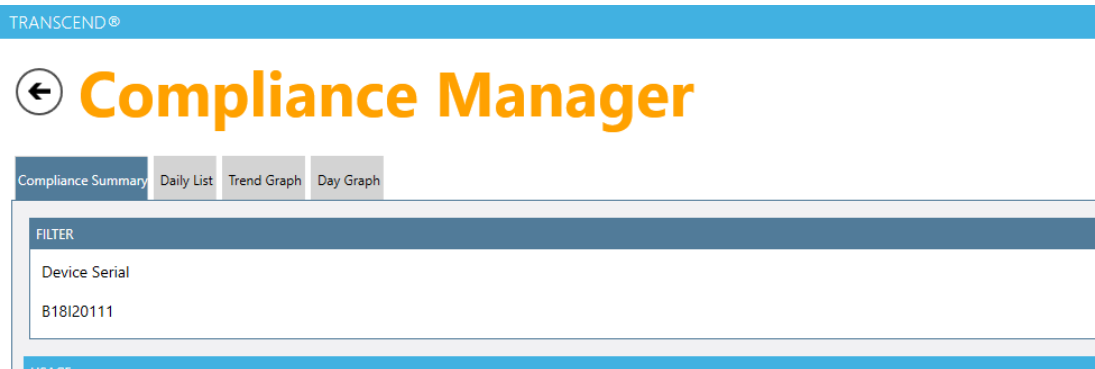 TRANSCEND®
Compliance Manager
Compliance Summary Daily List Trend Graph Day Graph
FILTER
Device Serial
B18I20111